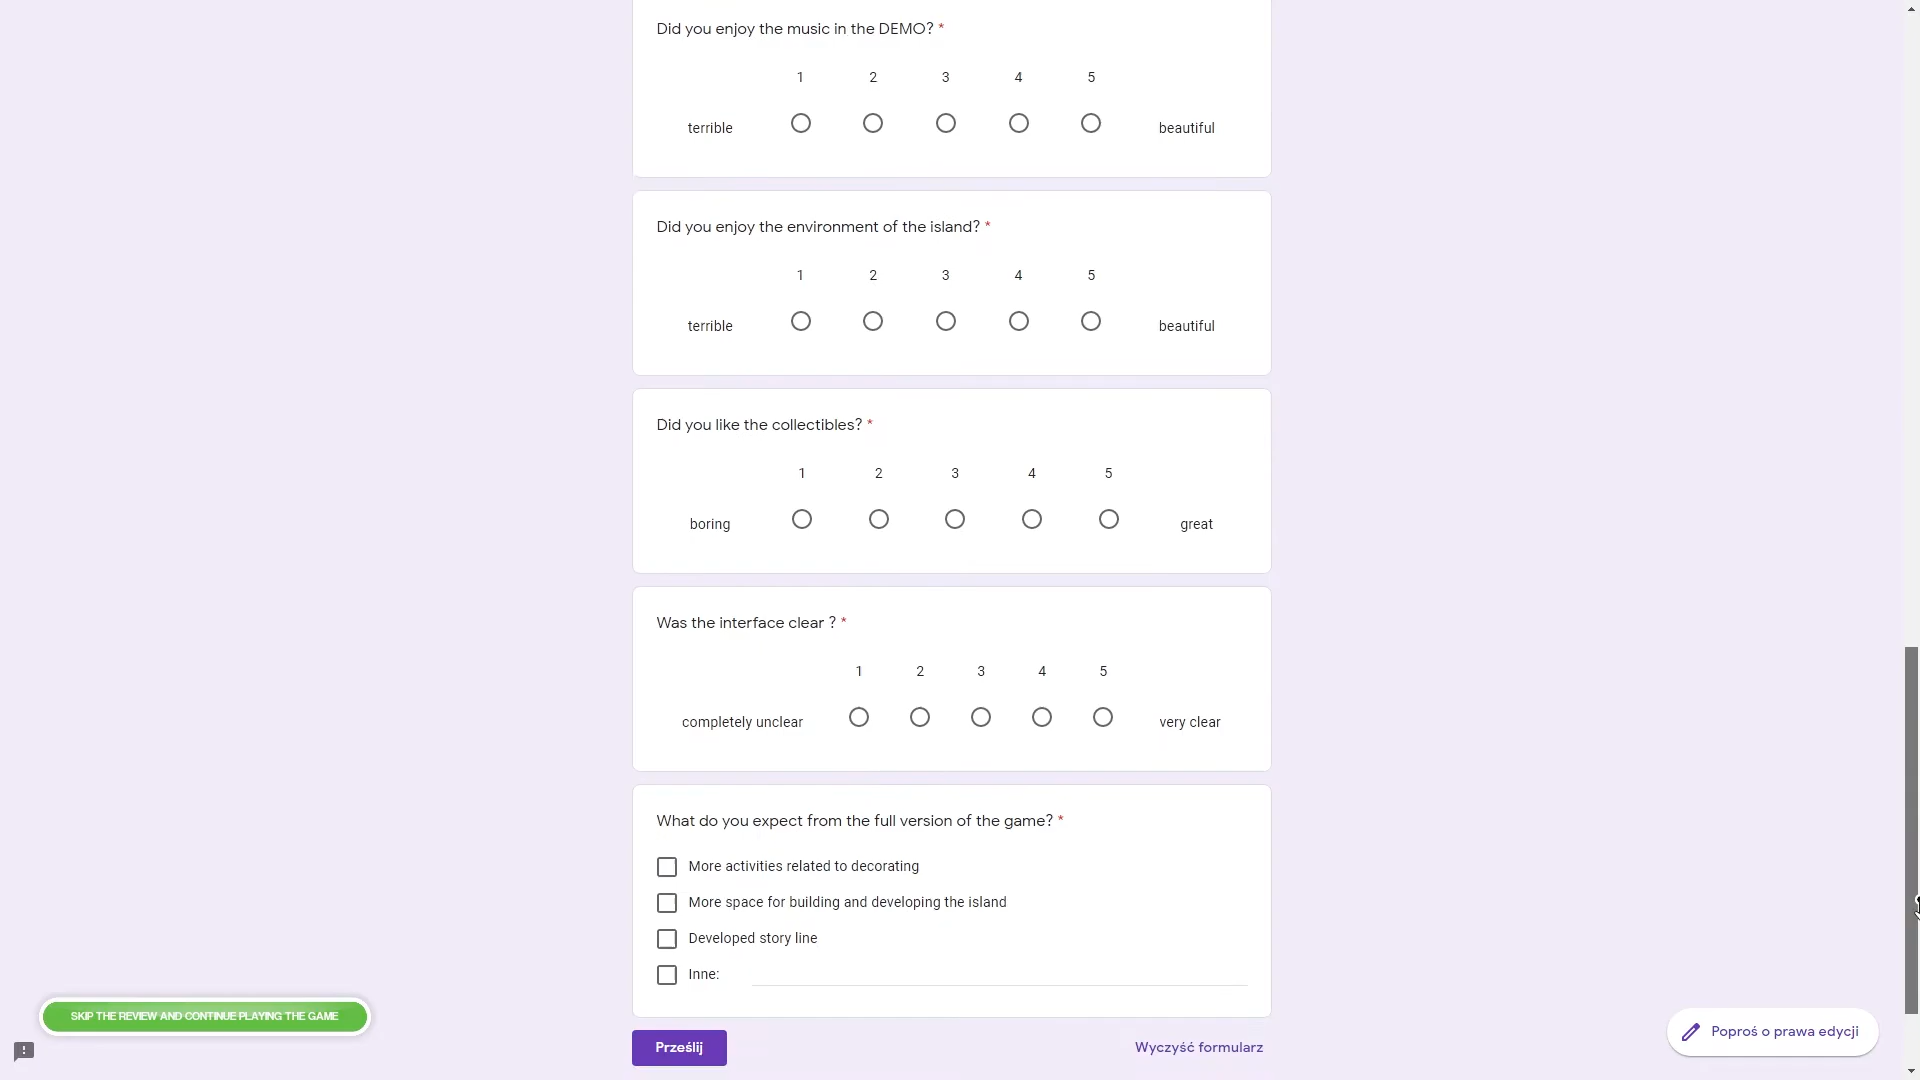 Did you enjoy the music in the DEMO? *
1 2 3 4 5
terrible beautiful
Did you enjoy the environment of the island? *
1 2 3 4 5
terrible beautiful
Did you like the collectibles? *
1 2 3 4 5
boring great
Was the interface clear ? *
1 2 3 4 5
completely unclear very clear
What do you expect from the full version of the game? *
More activities related to decorating
More space for building and developing the island
Developed story line
Inne:
SKIP THE REVIEW AND CONTINUE PLAYING THE GAME
Prześlij Wyczyść formularz
Poproś o prawa edycji